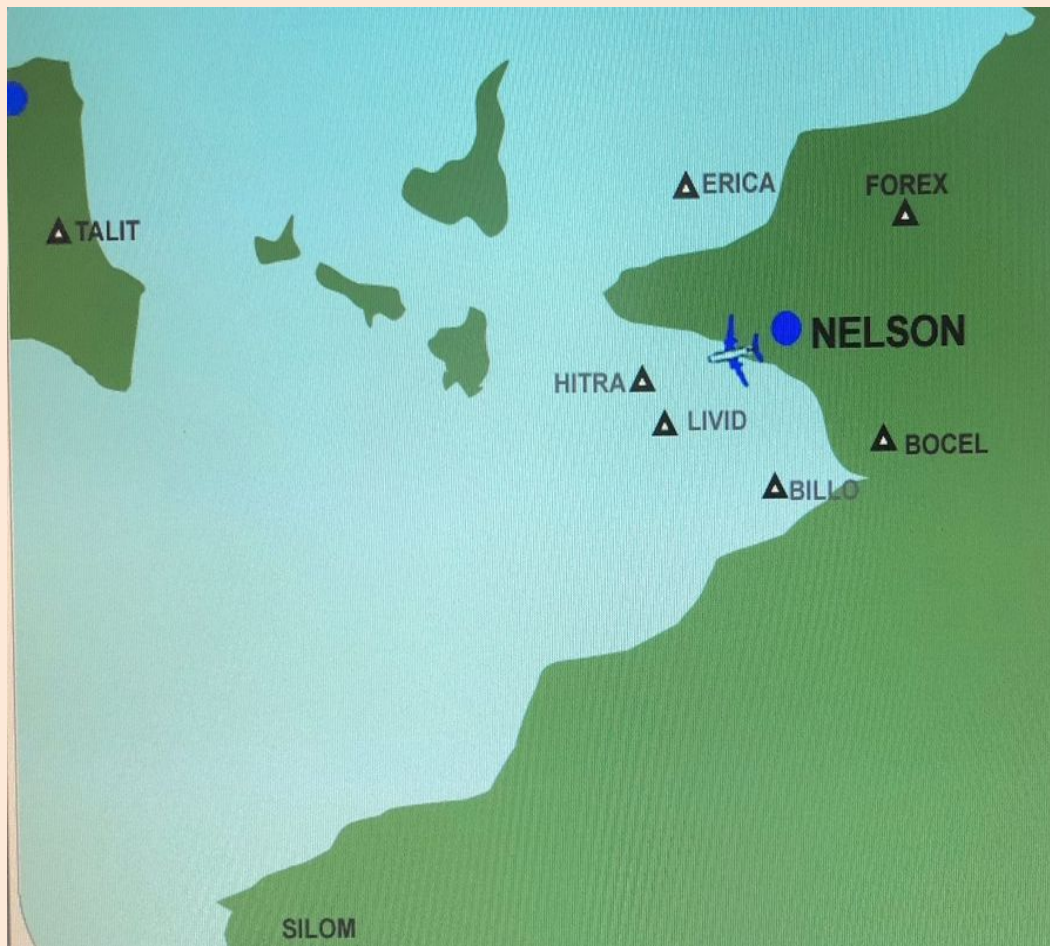 ERICA
FOREX
TALIT
NELSON
HITRA
LIVID
BOCEL
BILLO
SILOM